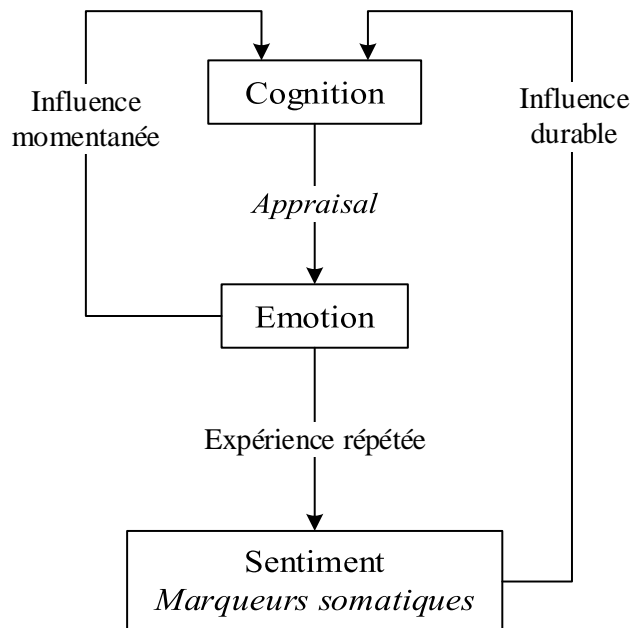 Cognition
Influence
momentanée
Influence
durable
Appraisal
Emotion
Expérience répétée
Sentiment
Marqueurs somatiques